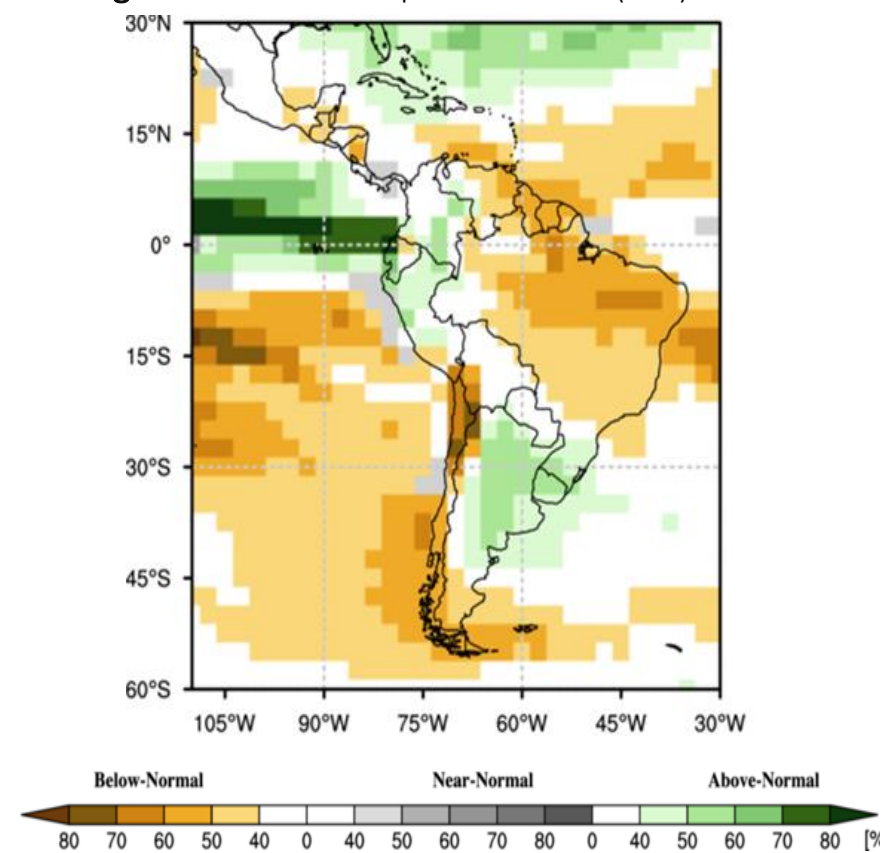 30°N
15°N
0°
15°S
30°S
45°S
60°S
105°W 90°W 75°W 60°W 45°W 30°W
Below-Normal Near-Normal Above-Normal
80 70 60 50 40 0 40 50 60 70 80 0 40 50 60 70 80 [%